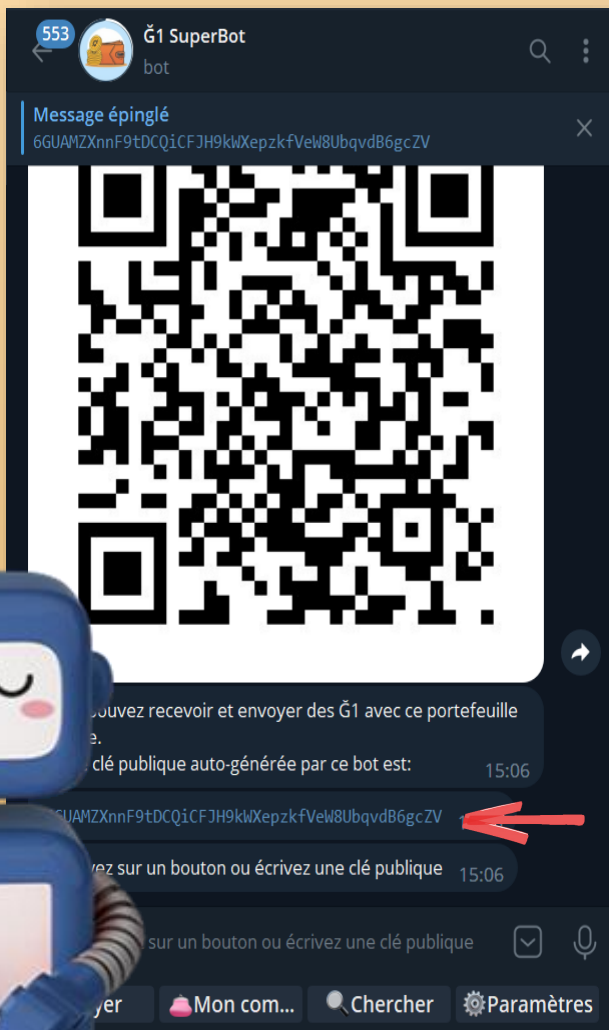 553
Ğ1 SuperBot
bot
Message épinglé
6GUAMZXnnF9tDCQiCFJH9kWXepzkfVeW8UbqvdB6gcZV
ouvez recevoir et envoyer des Ğ1 avec ce portefeuille
e.
clé publique auto-générée par ce bot est:
15:06
GUAMZXnnF9tDCQiCFJH9kWXepzkfVeW8UbqvdB6gcZV
ez sur un bouton ou écrivez une clé publique
15:06
sur un bouton ou écrivez une clé publique
yer
Mon com...
Chercher
Paramètres